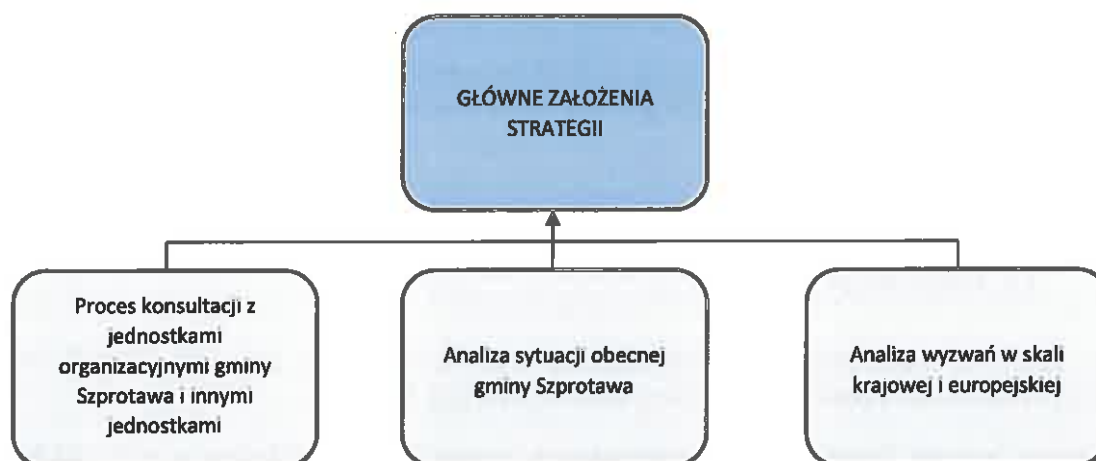 GŁÓWNE ZAŁOŻENIA
STRATEGII
Proces konsultacji z
jednostkami
organizacyjnymi gminy
Szprotawa i innymi
jednostkami
Analiza sytuacji obecnej
gminy Szprotawa
Analiza wyzwań w skali
krajowej i europejskiej